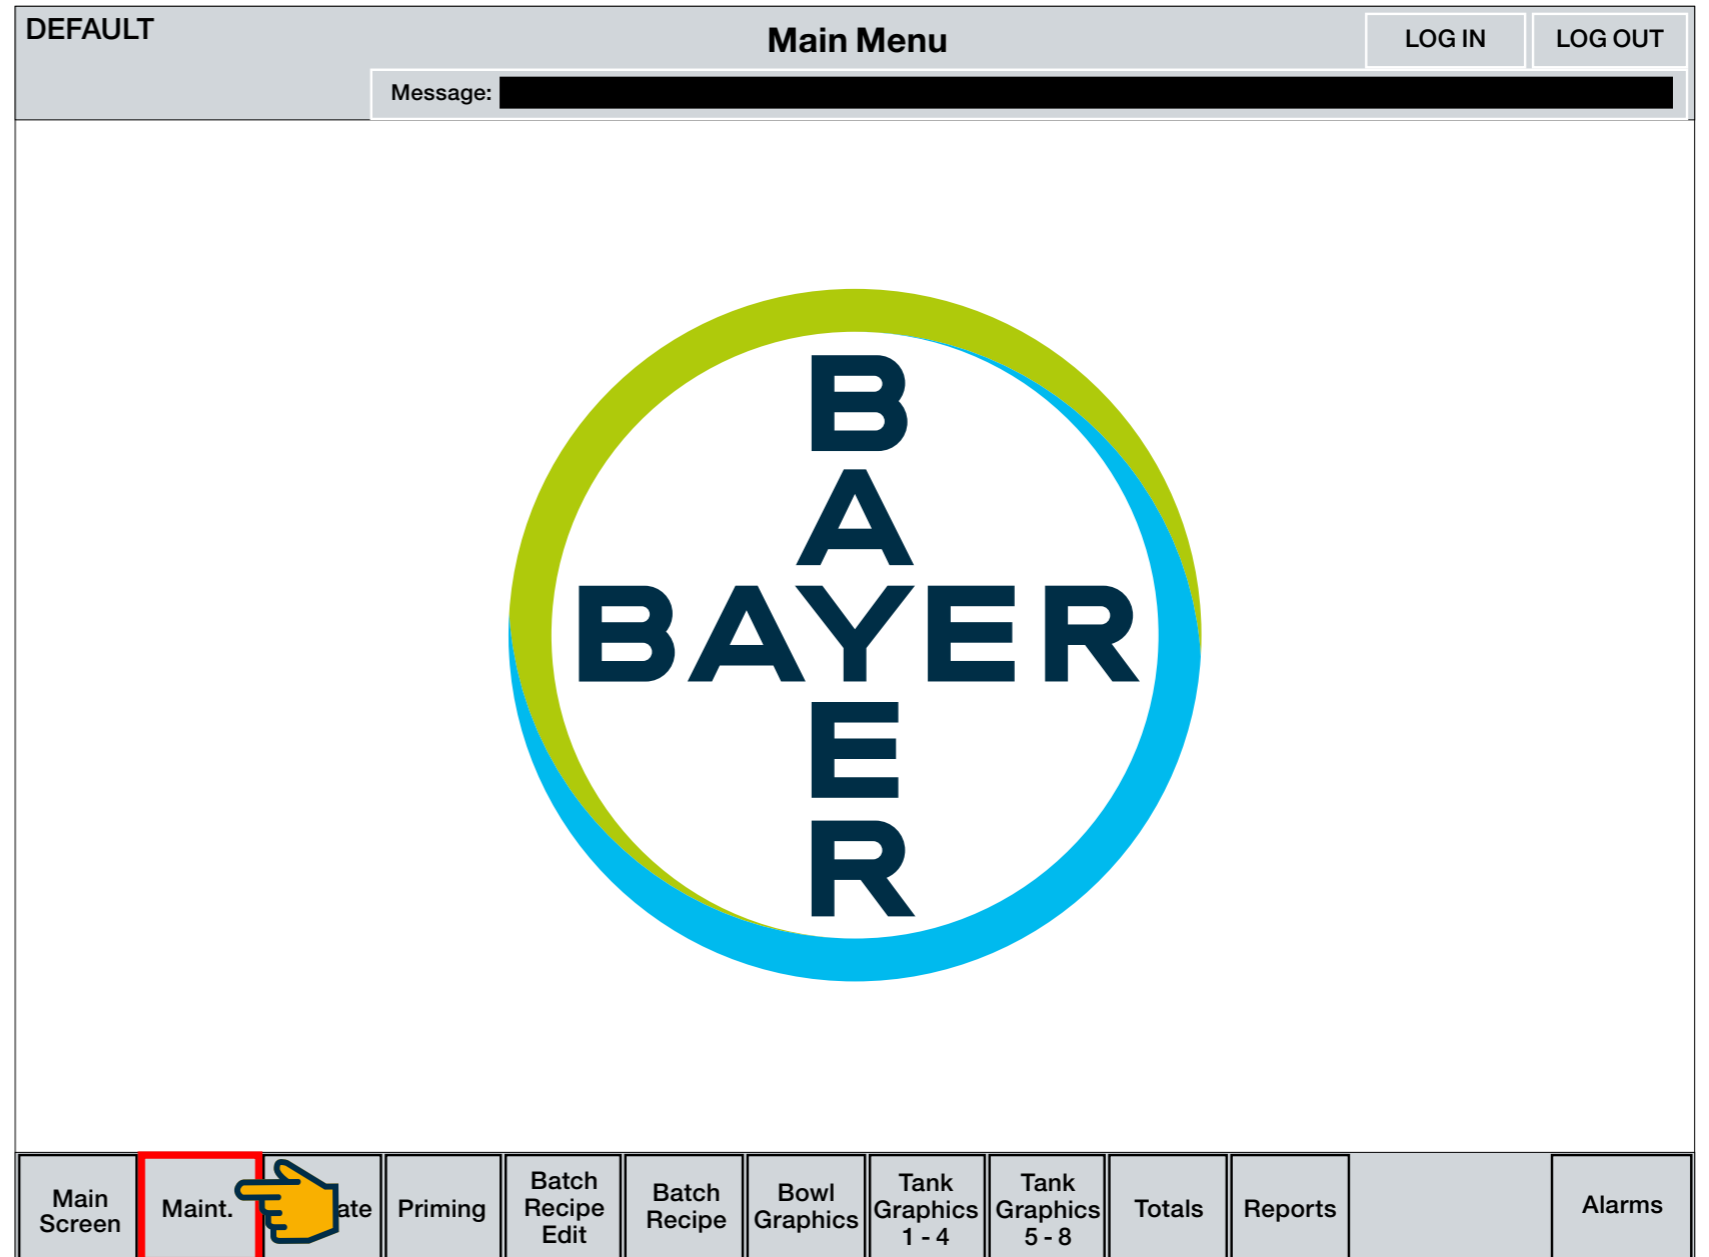 DEFAULT
Main Menu
LOG IN
LOG OUT
Message:
B
A
BAYER
E
R
Main
Screen
Maint.
Priming
Batch
Recipe
Edit
Batch
Recipe
Bowl
Graphics
Tank
Graphics
1 - 4
Tank
Graphics
5 - 8
Totals
Reports
Alarms